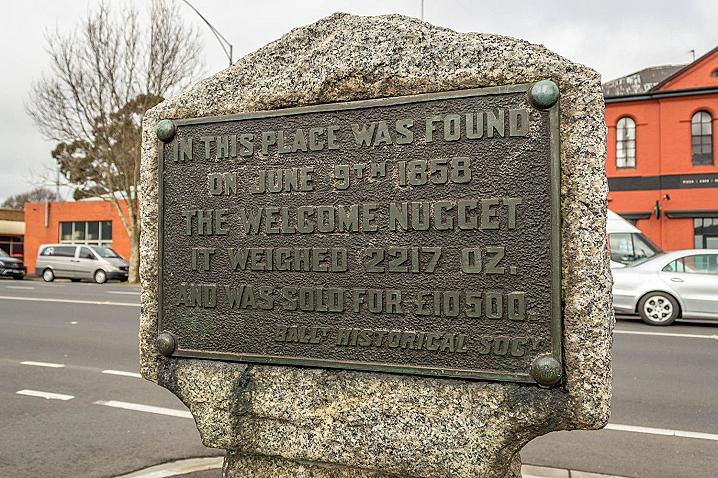 IN THIS PLACE WAS FOUND
ON JUNE 9TH 1858
THE WELCOME NUGGET
IT WEIGHED 2217 OZ.
AND WAS SOLD FOR £10500.
BALLT HISTORICAL SOCY